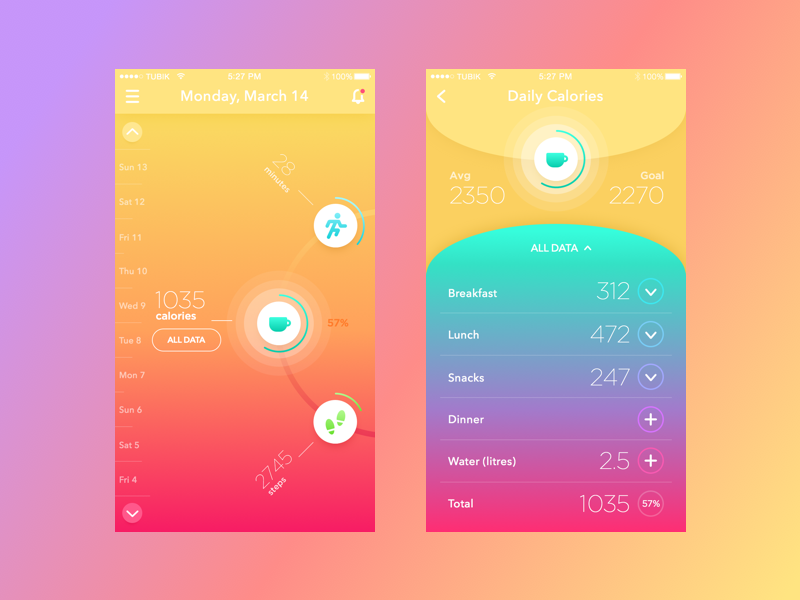 TUBIK 5:27 PM 100%
Monday, March 14
Sun 13
Sat 12
Fri 11
Thu 10
Wed 9
Tue 8
Mon 7
Sun 6
Sat 5
Fri 4
28
minutes
1035
calories
ALL DATA
57%
2745
steps
TUBIK 5:27 PM 100%
Daily Calories
Avg Goal
2350 2270
ALL DATA
Breakfast 312
Lunch 472
Snacks 247
Dinner
Water (litres) 2.5
Total 1035 57%